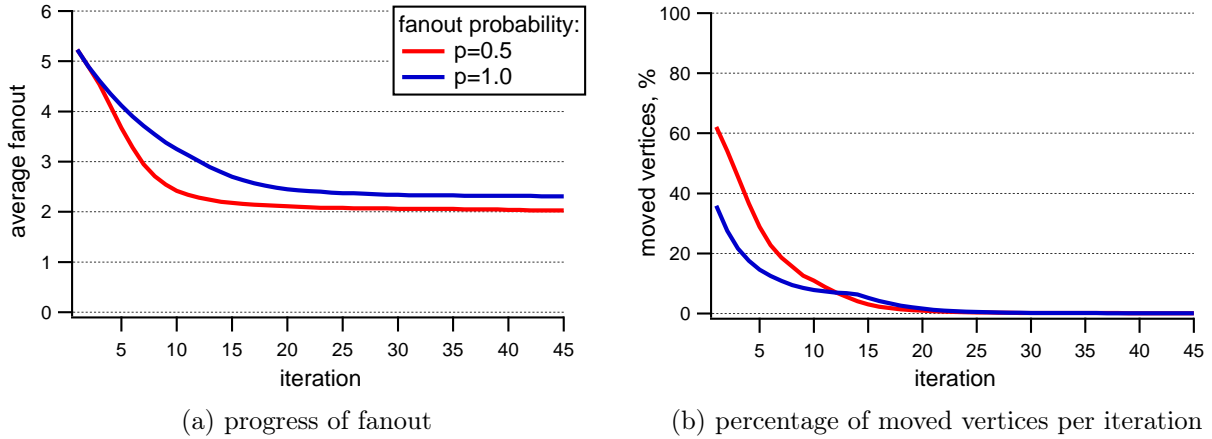 6
5
4
3
2
1
0
average fanout
5 10 15 20 25 30 35 40 45
iteration
fanout probability:
p=0.5
p=1.0
(a) progress of fanout
100
80
60
40
20
0
moved vertices, %
5 10 15 20 25 30 35 40 45
iteration
(b) percentage of moved vertices per iteration